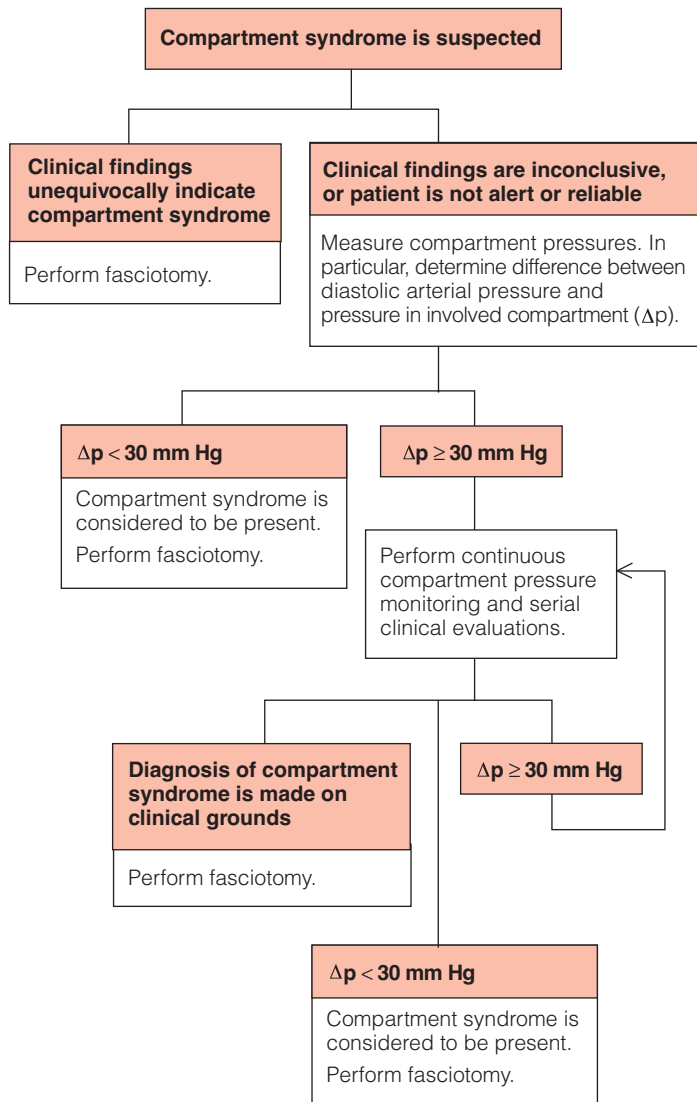 Compartment syndrome is suspected
Clinical findings
unequivocally indicate
compartment syndrome
Perform fasciotomy.
Clinical findings are inconclusive,
or patient is not alert or reliable
Measure compartment pressures. In
particular, determine difference between
diastolic arterial pressure and
pressure in involved compartment (Δp).
Δp < 30 mm Hg
Compartment syndrome is
considered to be present.
Perform fasciotomy.
Δp ≥ 30 mm Hg
Perform continuous
compartment pressure
monitoring and serial
clinical evaluations.
Diagnosis of compartment
syndrome is made on
clinical grounds
Perform fasciotomy.
Δp ≥ 30 mm Hg
Δp < 30 mm Hg
Compartment syndrome is
considered to be present.
Perform fasciotomy.